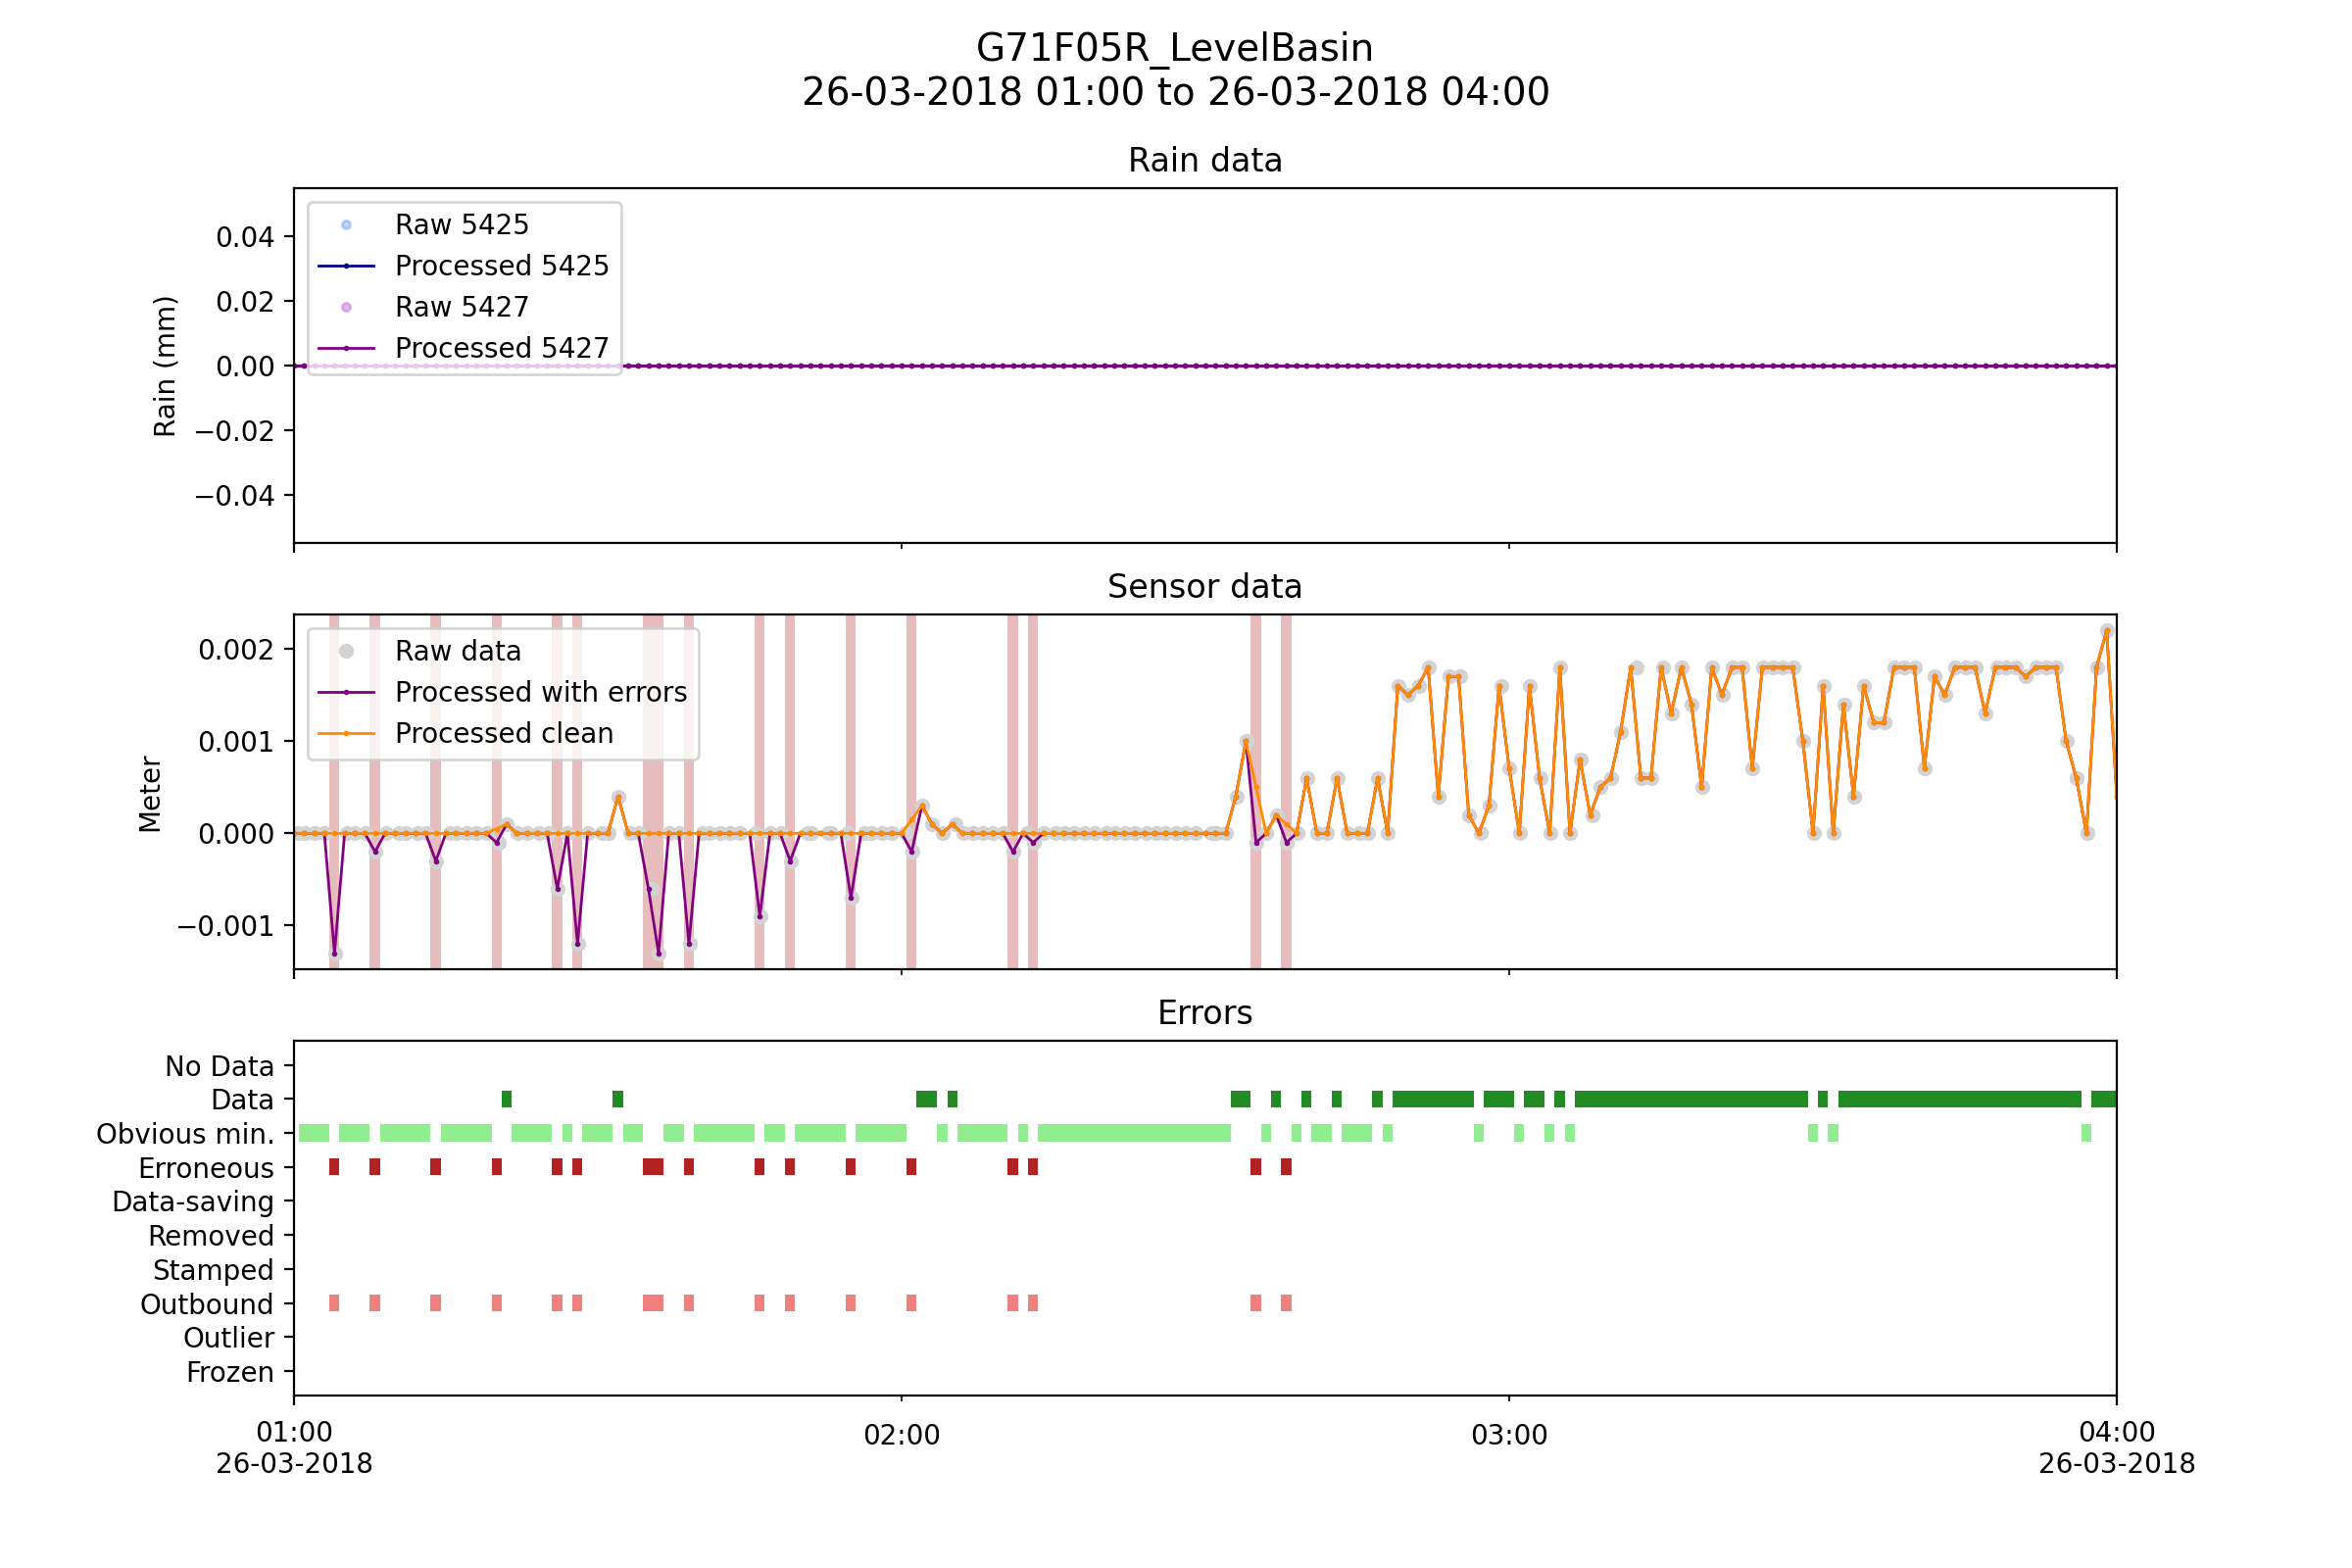 G71F05R_LevelBasin
26-03-2018 01:00 to 26-03-2018 04:00
Rain data
Rain (mm)
0.04
0.02
0.00
−0.02
−0.04
Raw 5425
Processed 5425
Raw 5427
Processed 5427
Sensor data
Meter
0.002
0.001
0.000
−0.001
Raw data
Processed with errors
Processed clean
Errors
No Data
Data
Obvious min.
Erroneous
Data-saving
Removed
Stamped
Outbound
Outlier
Frozen
01:00
26-03-2018
02:00
03:00
04:00
26-03-2018